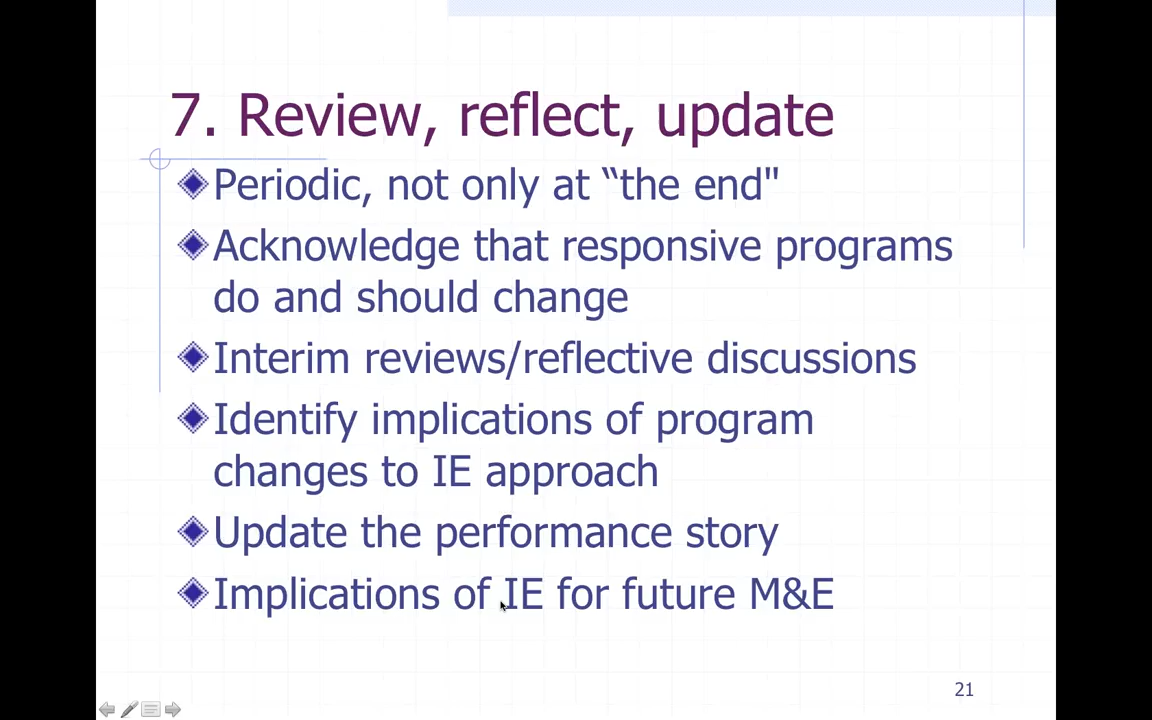 7. Review, reflect, update
Periodic, not only at “the end"
Acknowledge that responsive programs
do and should change
Interim reviews/reflective discussions
Identify implications of program
changes to IE approach
Update the performance story
Implications of IE for future M&E
21